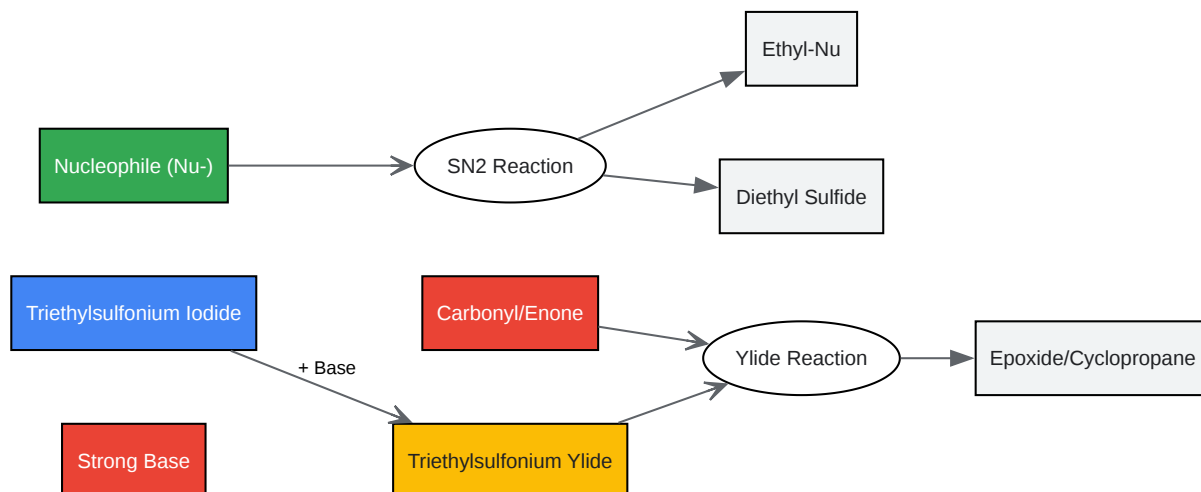 Ethyl-Nu
Nucleophile (Nu-)
SN2 Reaction
Diethyl Sulfide
Triethylsulfonium Iodide
Carbonyl/Enone
+ Base
Ylide Reaction
Epoxide/Cyclopropane
Strong Base
Triethylsulfonium Ylide